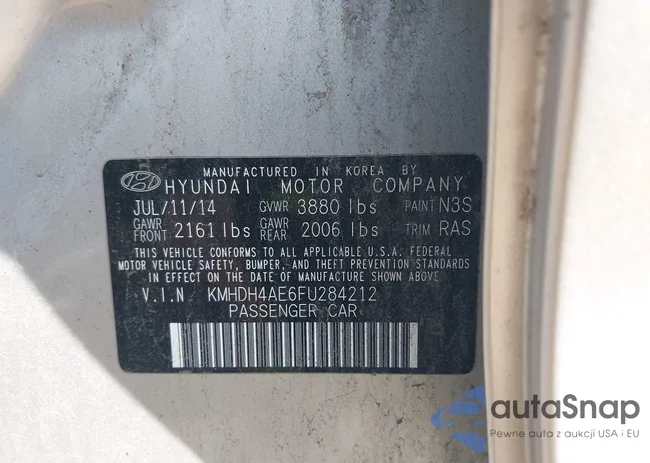 MANUFACTURED IN KOREA BY
HYUNDAI MOTOR COMPANY
JUL/11/14 GVWR 3880 lbs PAINT N3S
GAWR FRONT 2161 lbs GAWR REAR 2006 lbs TRIM RAS
THIS VEHICLE CONFORMS TO ALL APPLICABLE U.S.A. FEDERAL
MOTOR VEHICLE SAFETY, BUMPER, AND THEFT PREVENTION STANDARDS
IN EFFECT ON THE DATE OF MANUFACTURE SHOWN ABOVE.
V.I.N KMHDH4AE6FU284212
PASSENGER CAR
autaSnap
Pewne auta z aukcji USA i EU